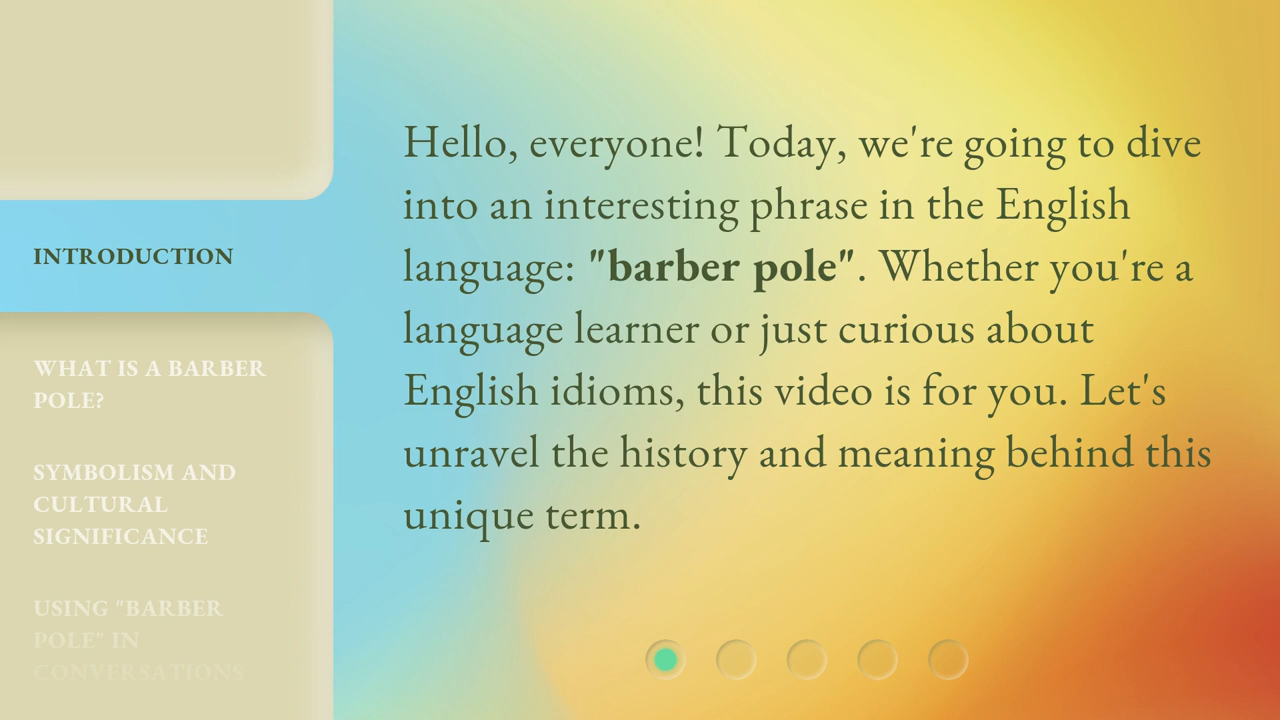 INTRODUCTION
WHAT IS A BARBER
POLE?
SYMBOLISM AND
CULTURAL
SIGNIFICANCE
USING "BARBER
POLE" IN
CONVERSATIONS
Hello, everyone! Today, we're going to dive
into an interesting phrase in the English
language: "barber pole". Whether you're a
language learner or just curious about
English idioms, this video is for you. Let's
unravel the history and meaning behind this
unique term.